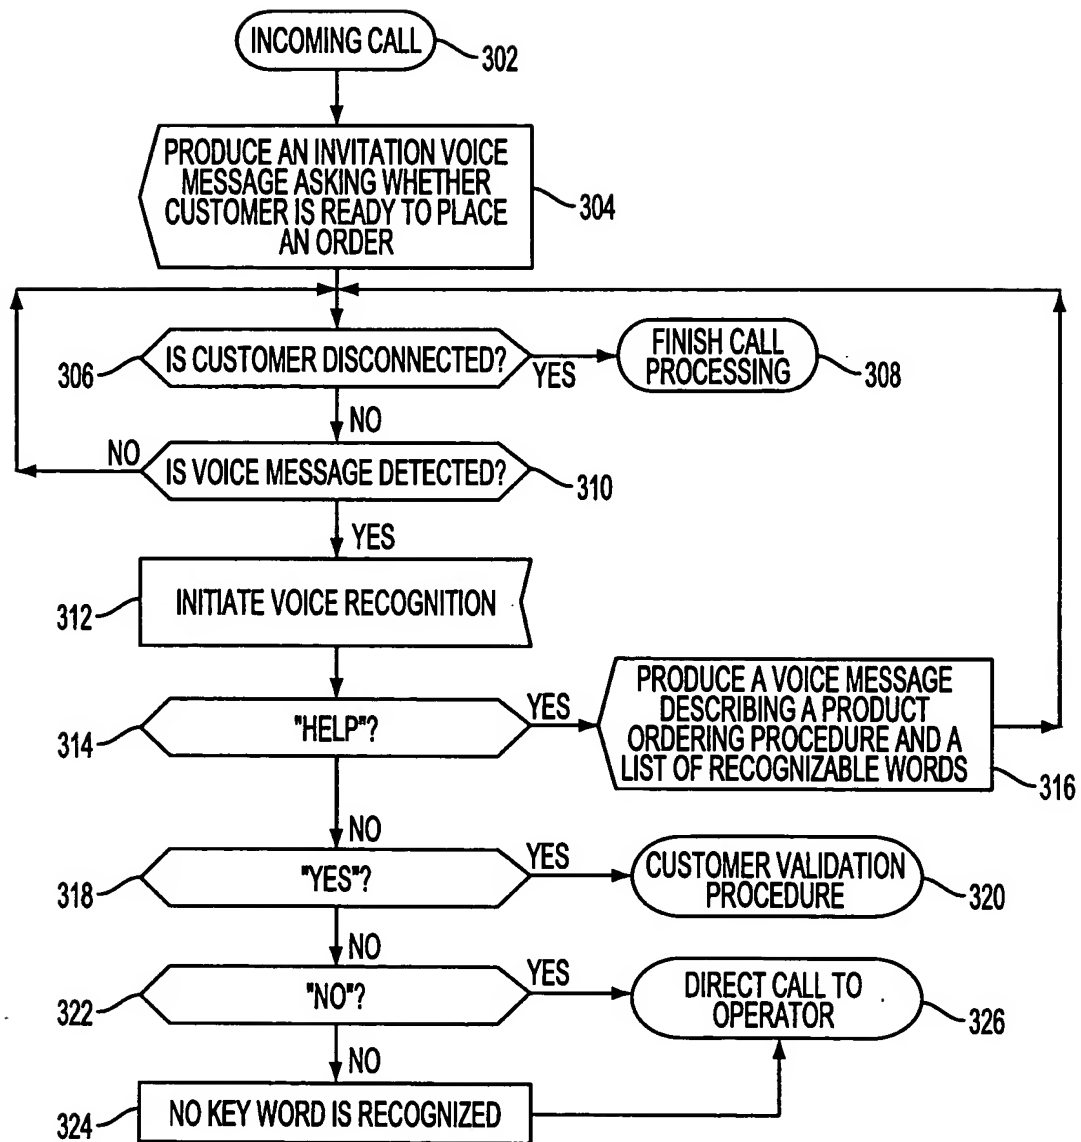 INCOMING CALL
302
PRODUCE AN INVITATION VOICE
MESSAGE ASKING WHETHER
CUSTOMER IS READY TO PLACE
AN ORDER
304
306
IS CUSTOMER DISCONNECTED?
YES
FINISH CALL
PROCESSING
308
NO
NO
IS VOICE MESSAGE DETECTED?
310
YES
312
INITIATE VOICE RECOGNITION
314
"HELP"?
YES
PRODUCE A VOICE MESSAGE
DESCRIBING A PRODUCT
ORDERING PROCEDURE AND A
LIST OF RECOGNIZABLE WORDS
316
NO
318
"YES"?
YES
CUSTOMER VALIDATION
PROCEDURE
320
NO
322
"NO"?
YES
DIRECT CALL TO
OPERATOR
326
NO
324
NO KEY WORD IS RECOGNIZED